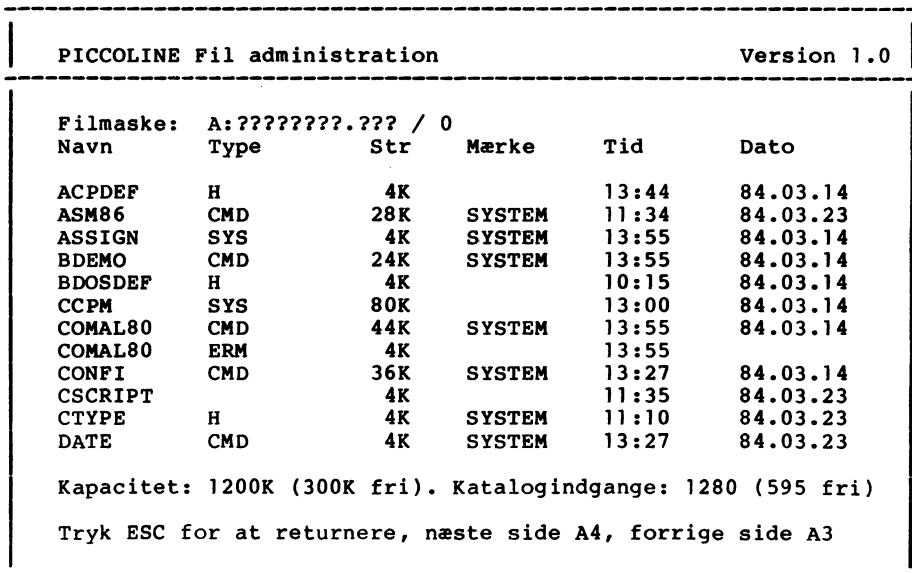 PICCOLINE Fil administration Version 1.0
Filmaske: A:????????.??? / 0
Navn Type Str Mærke Tid Dato
ACPDEF H 4K 13:44 84.03.14
ASM86 CMD 28K SYSTEM 11:34 84.03.23
ASSIGN SYS 4K SYSTEM 13:55 84.03.14
BDEMO CMD 24K SYSTEM 13:55 84.03.14
BDOSDEF H 4K 10:15 84.03.14
CCPM SYS 80K 13:00 84.03.14
COMAL80 CMD 44K SYSTEM 13:55 84.03.14
COMAL80 ERM 4K 13:55
CONFI CMD 36K SYSTEM 13:27 84.03.14
CSCRIPT 4K 11:35 84.03.23
CTYPE H 4K SYSTEM 11:10 84.03.23
DATE CMD 4K SYSTEM 13:27 84.03.23
Kapacitet: 1200K (300K fri). Katalogindgange: 1280 (595 fri)
Tryk ESC for at returnere, næste side A4, forrige side A3